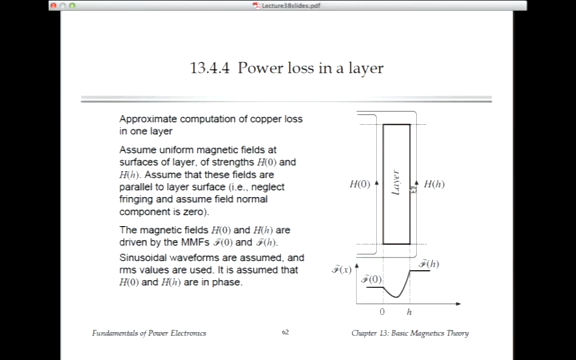 Lecture38slides.pdf
13.4.4 Power loss in a layer
Approximate computation of copper loss
in one layer
Assume uniform magnetic fields at
surfaces of layer, of strengths H(0) and
H(h). Assume that these fields are
parallel to layer surface (i.e., neglect
fringing and assume field normal
component is zero).
The magnetic fields H(0) and H(h) are
driven by the MMFs ℱ(0) and ℱ(h).
Sinusoidal waveforms are assumed, and
rms values are used. It is assumed that
H(0) and H(h) are in phase.
H(0)
Layer
H(h)
ℱ(x)
ℱ(h)
ℱ(0)
0
h
Fundamentals of Power Electronics
62
Chapter 13: Basic Magnetics Theory